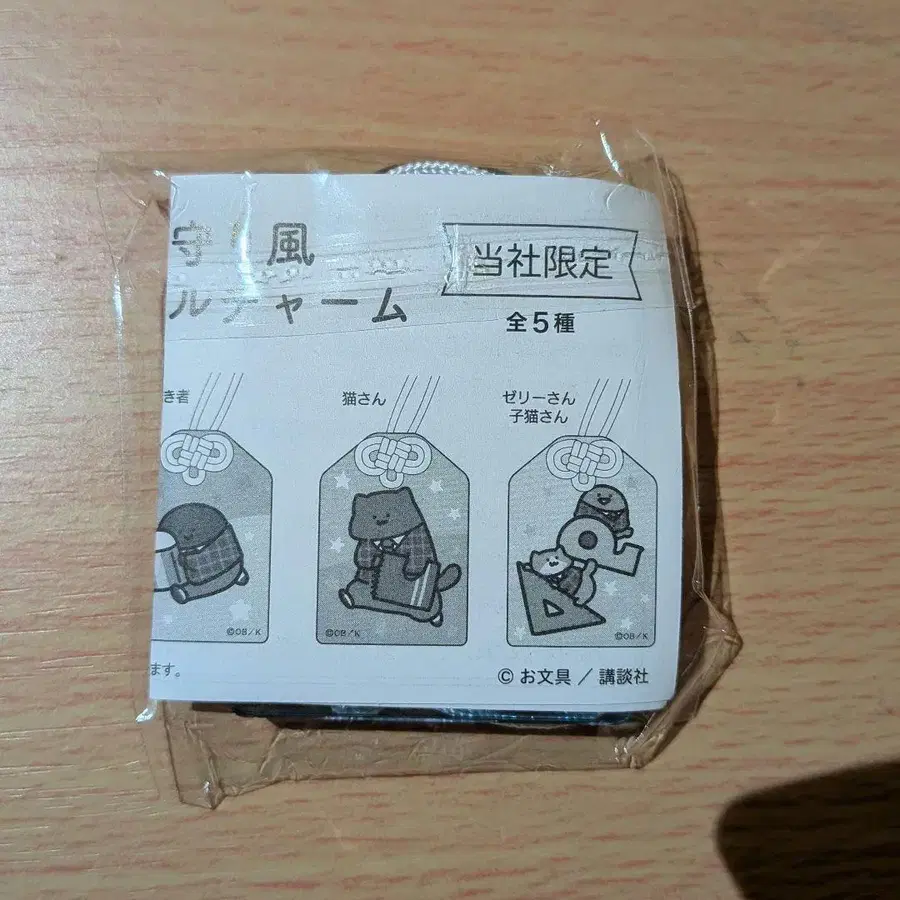 守り風
ルチャーム
当社限定
全5種
き者
猫さん
ゼリーさん
子猫さん
©OB/K
©OB/K
©OB/K
ます。
© お文具 / 講談社